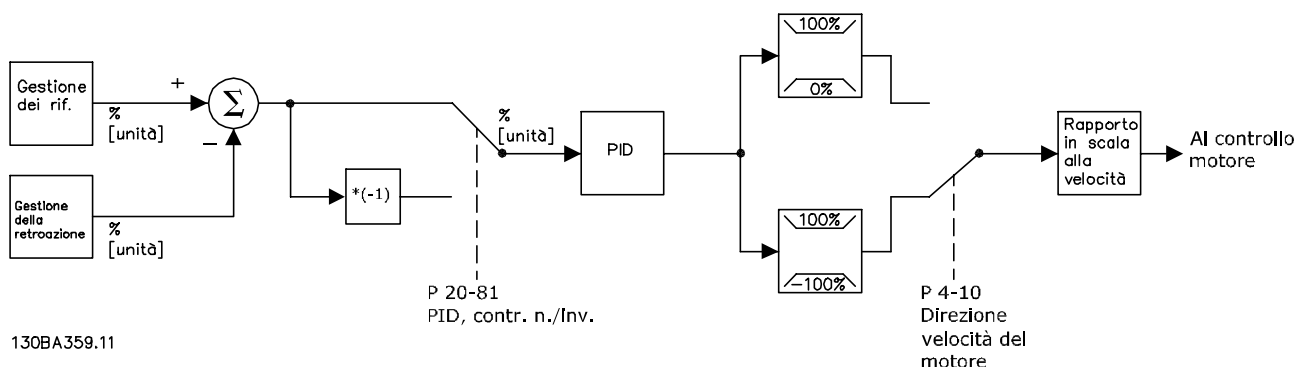 Gestione
dei rif.
+
%
[unità]
Σ
−
Gestione
della
retroazione
%
[unità]
*(-1)
%
[unità]
PID
P 20-81
PID, contr. n./inv.
100%
0%
100%
-100%
P 4-10
Direzione
velocità del
motore
Rapporto
in scala
alla
velocità
Al controllo
motore
130BA359.11